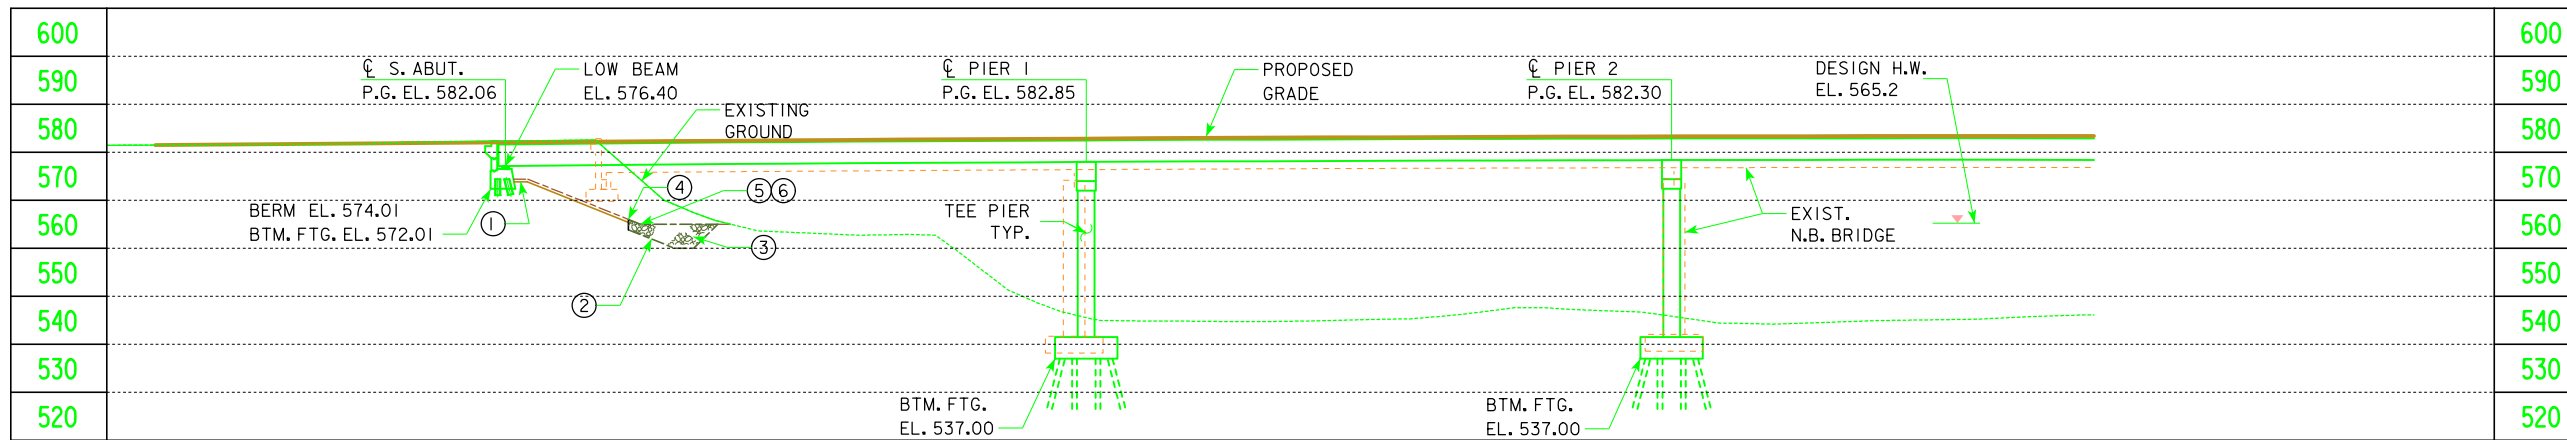 600
590
580
570
560
550
540
530
520
℄ S. ABUT.
P.G. EL. 582.06
LOW BEAM
EL. 576.40
EXISTING
GROUND
℄ PIER 1
P.G. EL. 582.85
PROPOSED
GRADE
℄ PIER 2
P.G. EL. 582.30
DESIGN H.W.
EL. 565.2
BERM EL. 574.01
BTM. FTG. EL. 572.01
1
4
5 6
3
2
TEE PIER
TYP.
EXIST.
N.B. BRIDGE
BTM. FTG.
EL. 537.00
BTM. FTG.
EL. 537.00
600
590
580
570
560
550
540
530
520